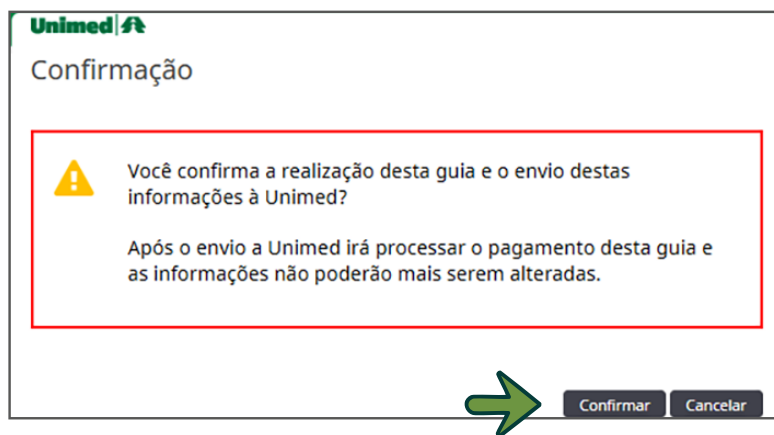 Unimed
Confirmação
Você confirma a realização desta guia e o envio destas
informações à Unimed?
Após o envio a Unimed irá processar o pagamento desta guia e
as informações não poderão mais serem alteradas.
Confirmar Cancelar